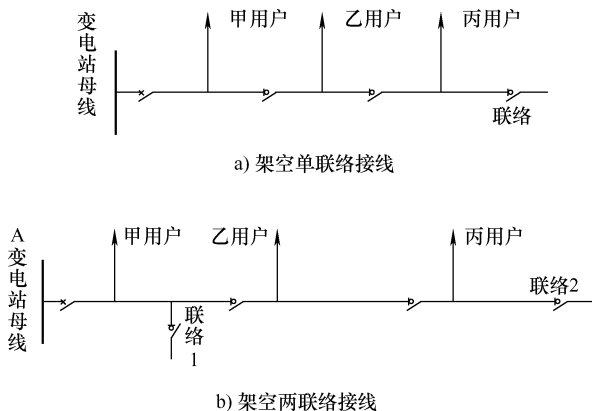 变电站母线
甲用户
乙用户
丙用户
联络
a) 架空单联络接线
A变电站母线
甲用户
乙用户
丙用户
联络1
联络2
b) 架空两联络接线